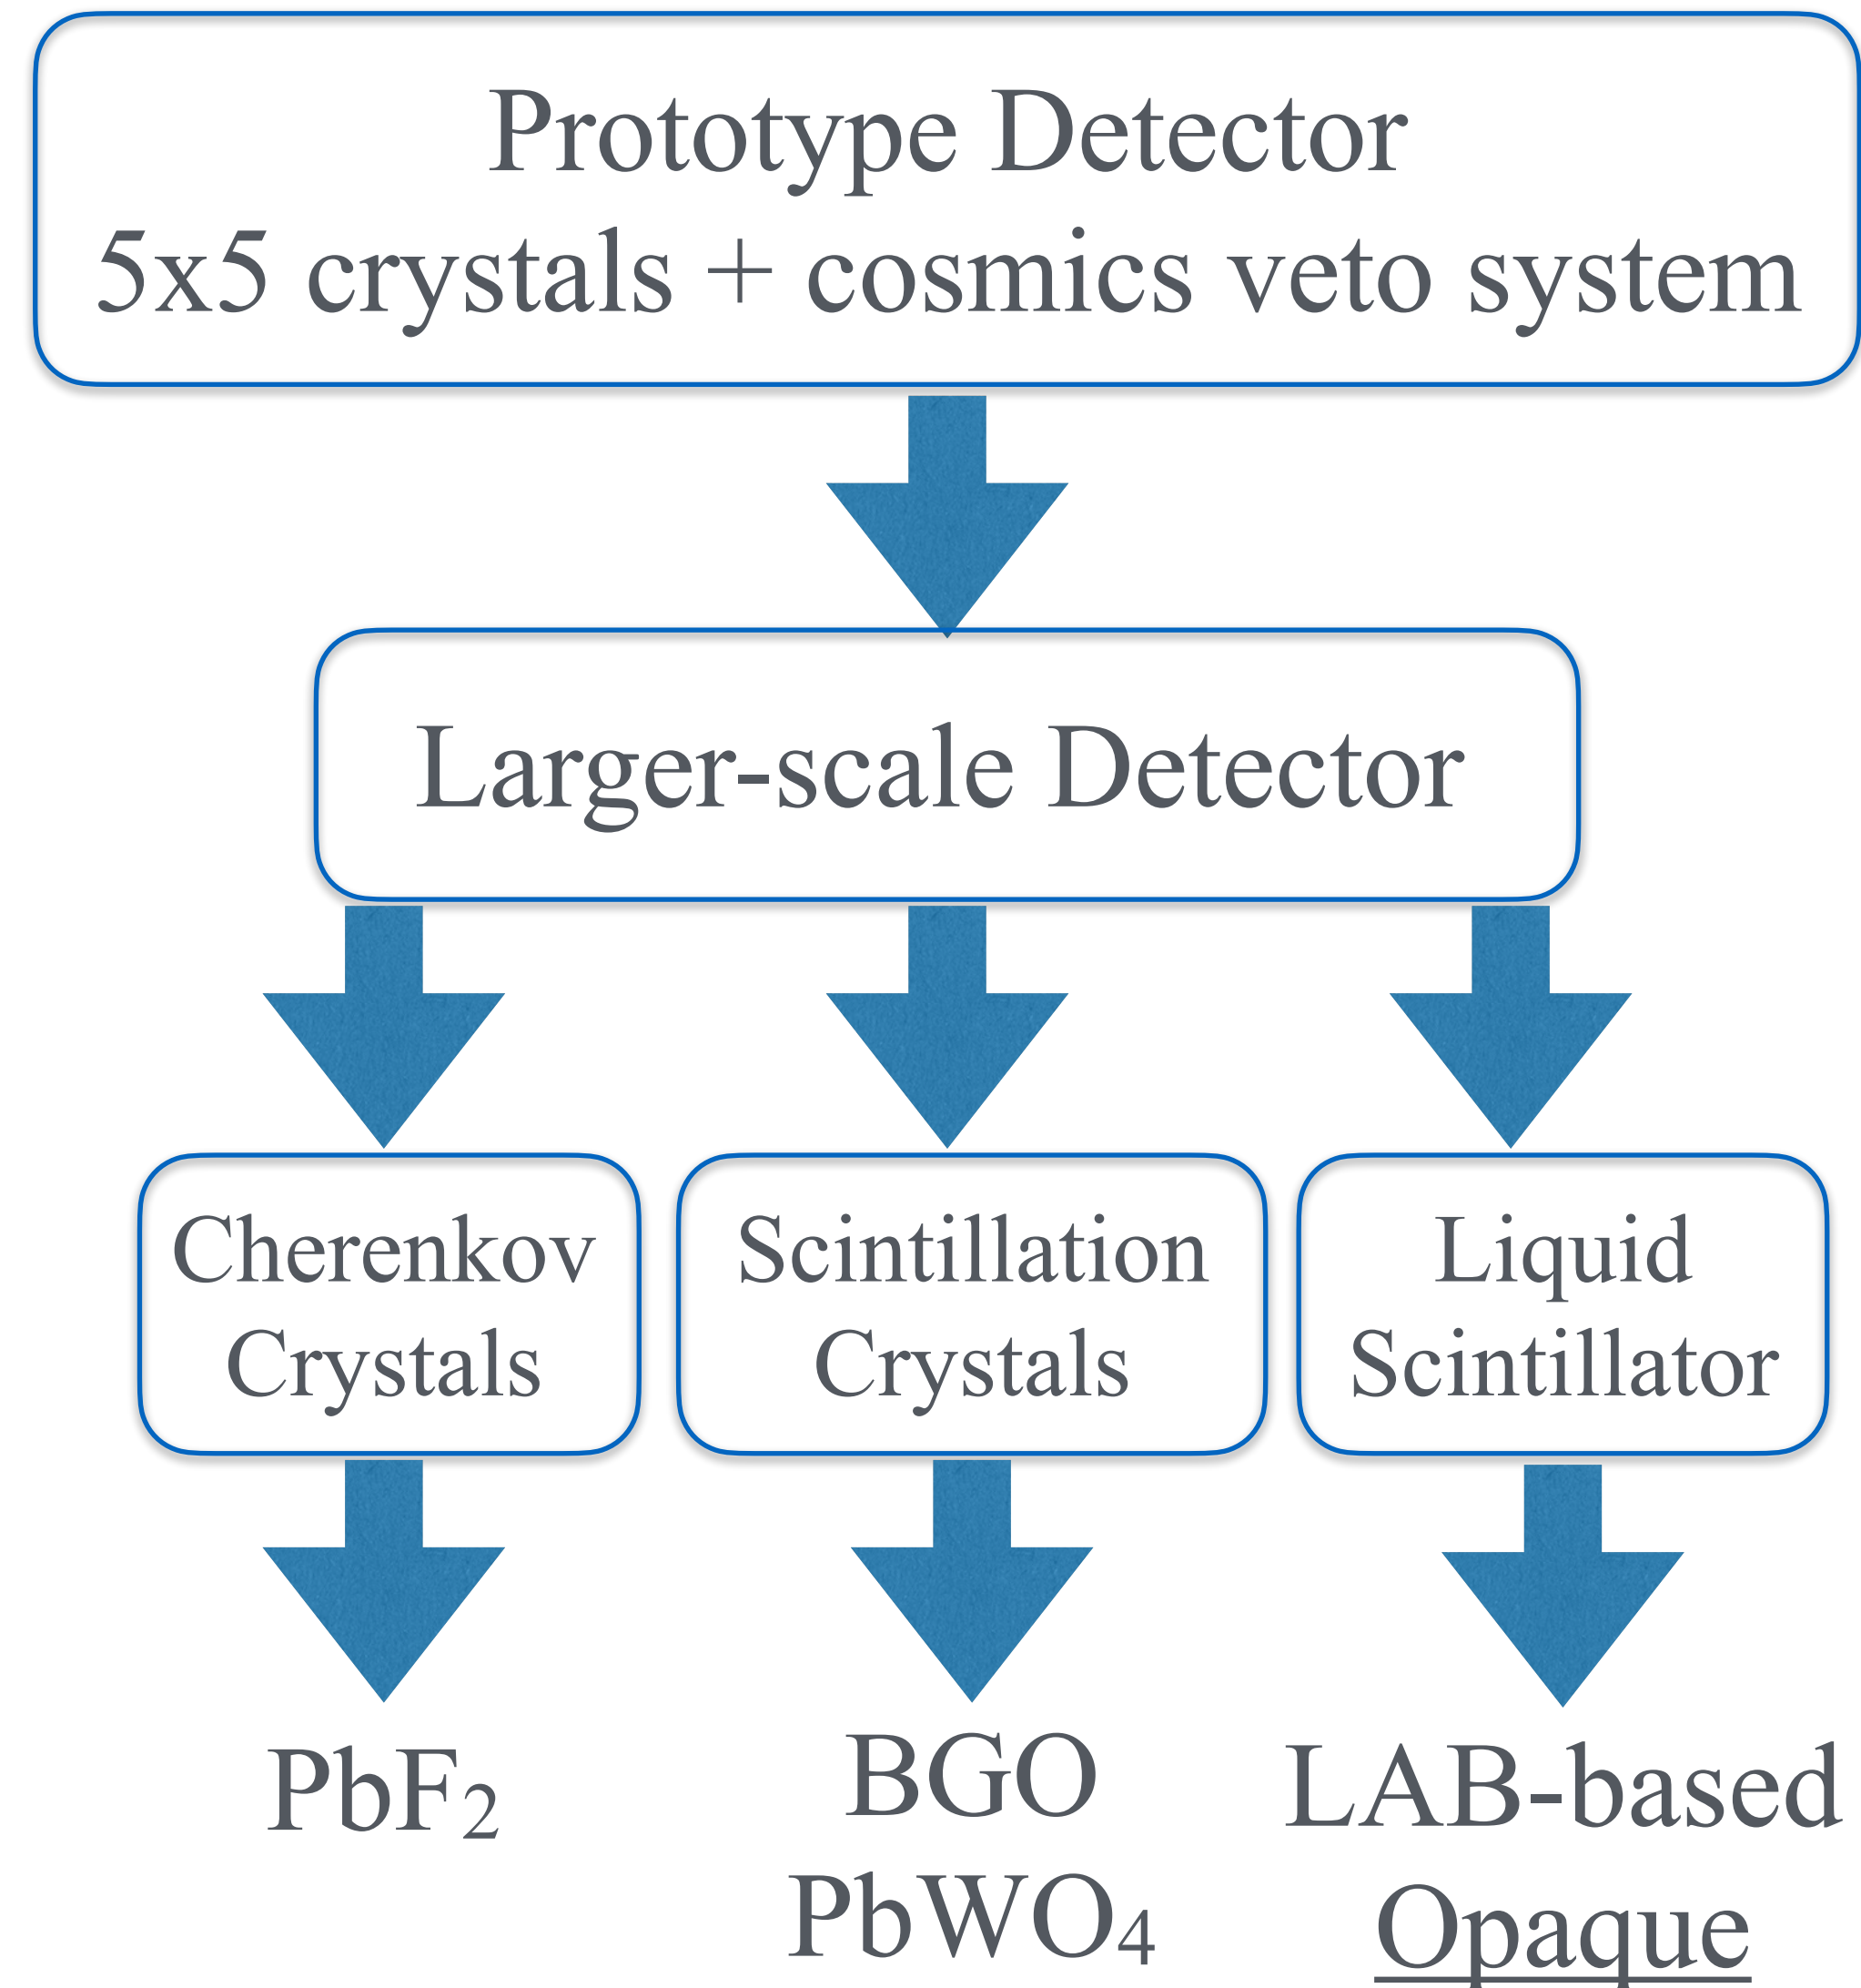 Prototype Detector
5x5 crystals + cosmics veto system
Larger-scale Detector
Cherenkov
Crystals
Scintillation
Crystals
Liquid
Scintillator
PbF₂
BGO
PbWO₄
LAB-based
Opaque